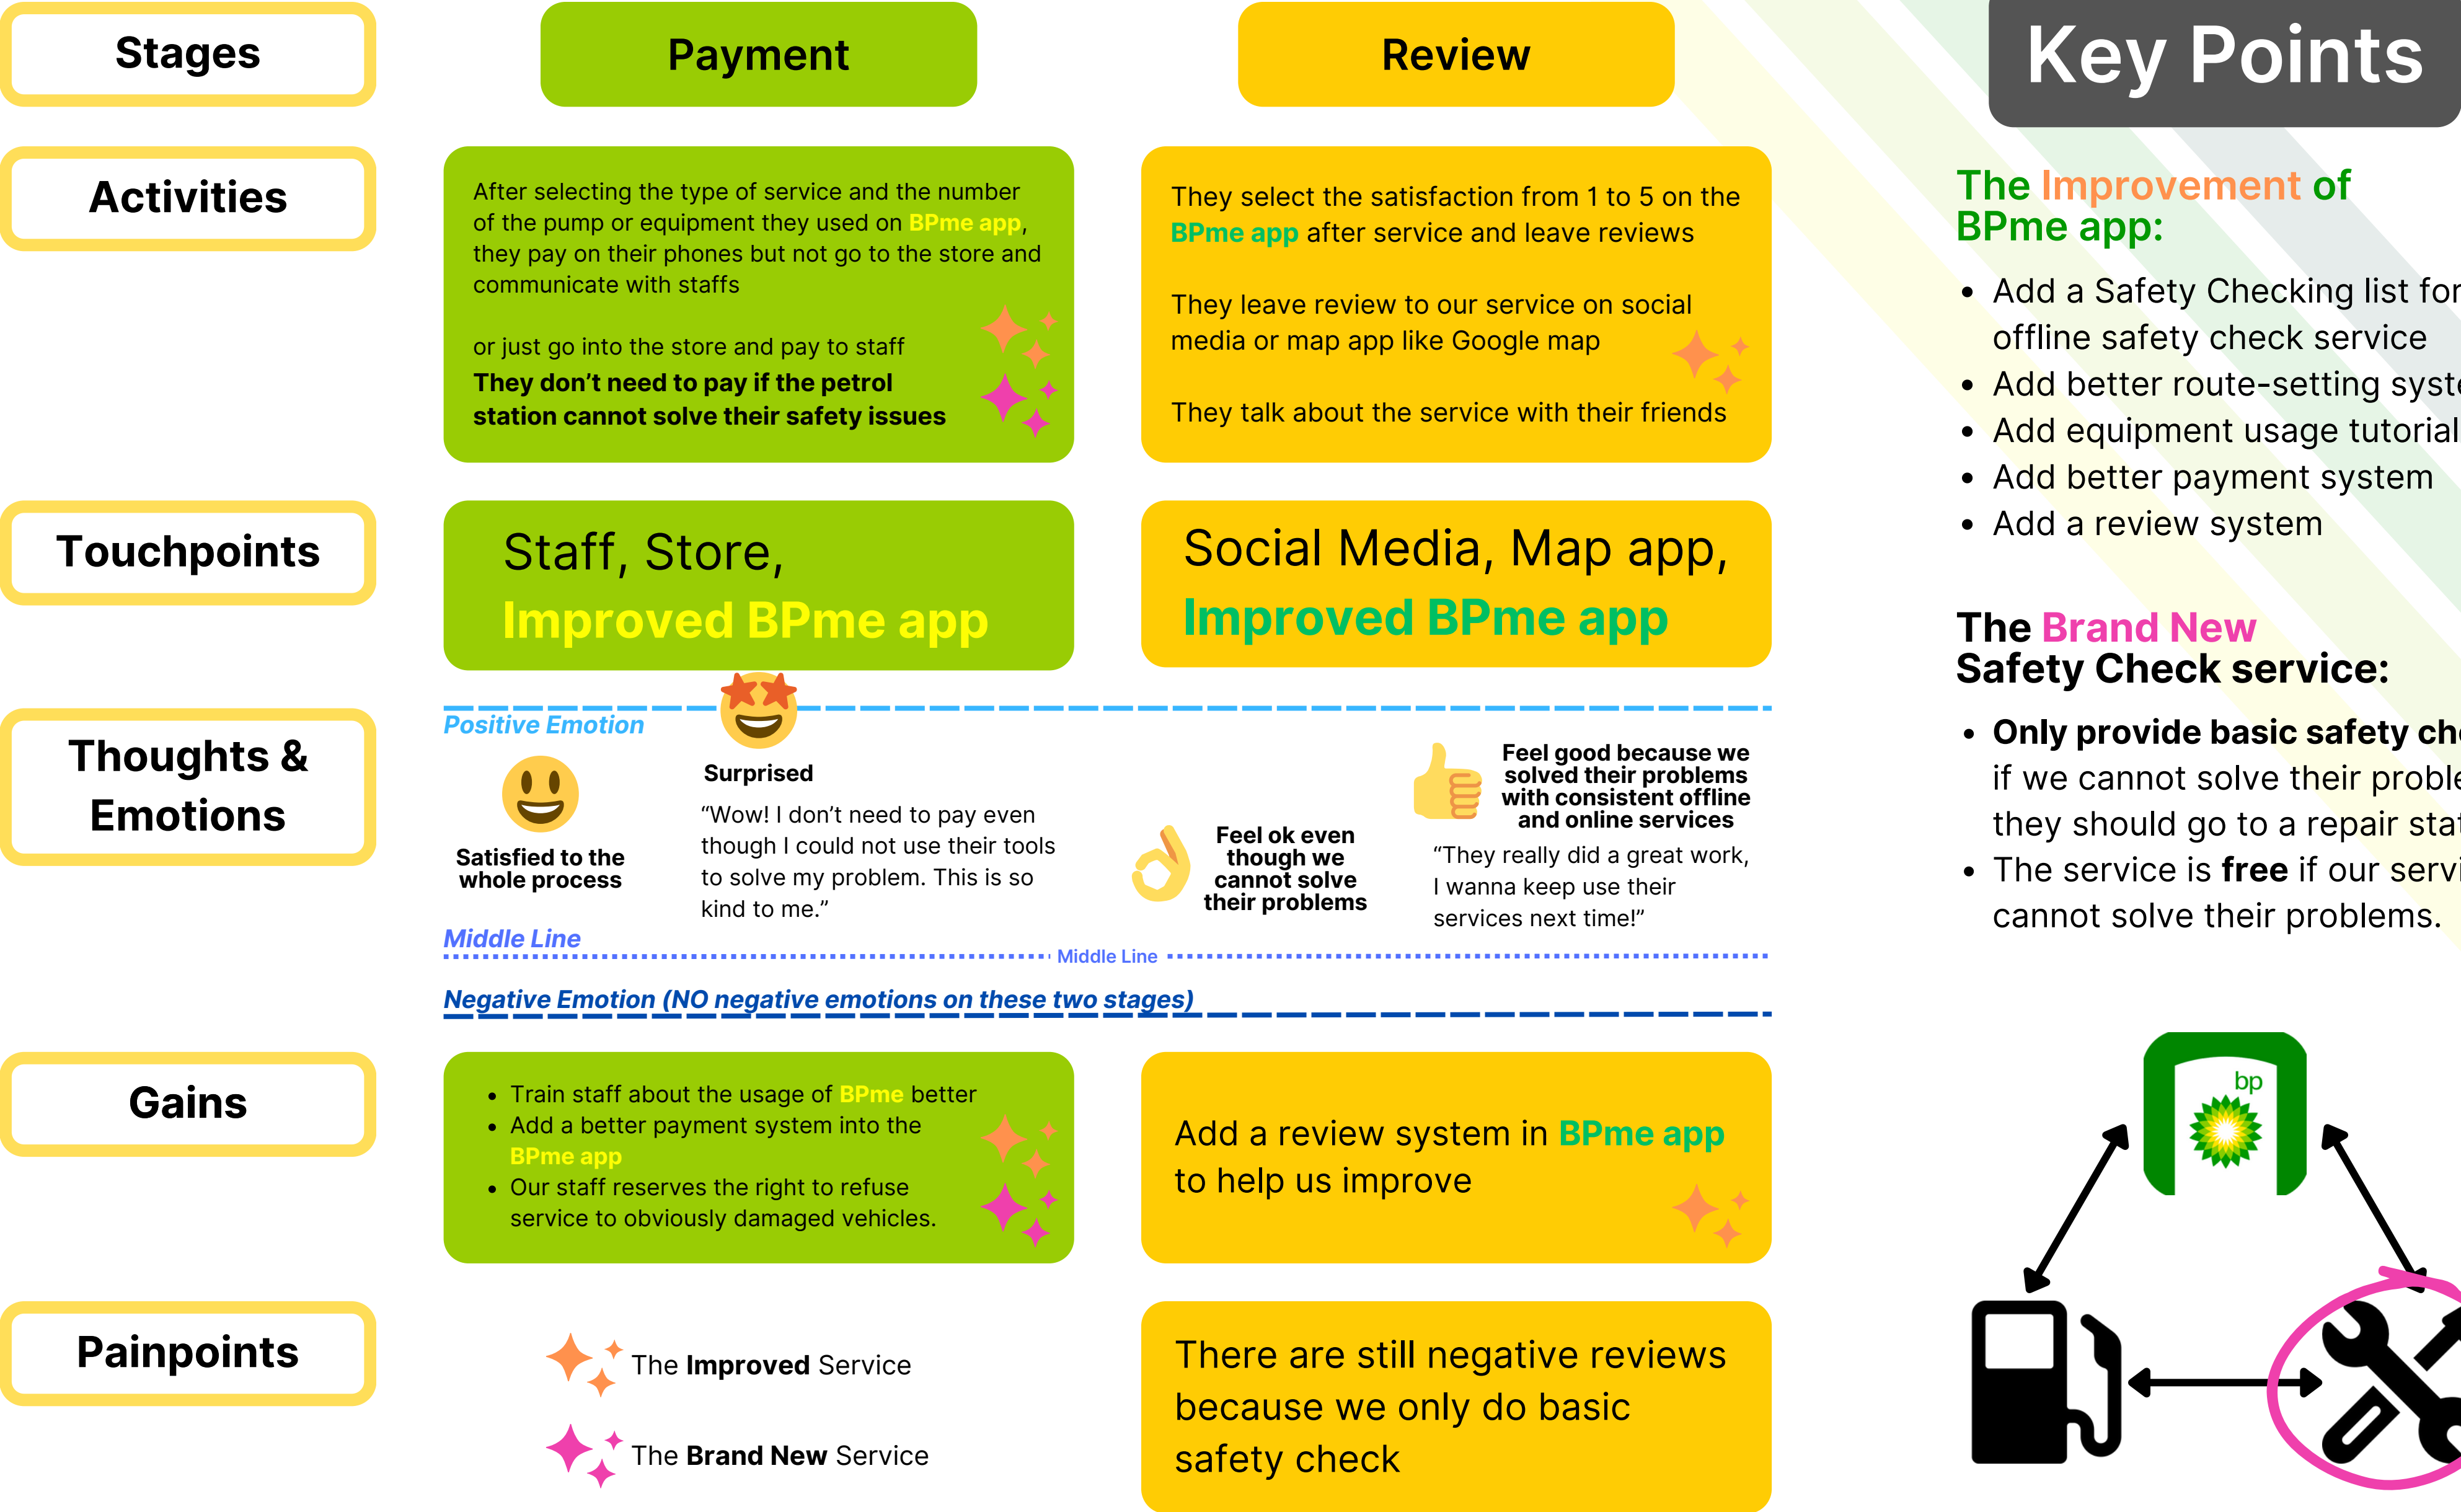 Stages
Payment
Review
Key Points
Activities
After selecting the type of service and the number
of the pump or equipment they used on BPme app,
they pay on their phones but not go to the store and
communicate with staffs
or just go into the store and pay to staff
They don't need to pay if the petrol
station cannot solve their safety issues
They select the satisfaction from 1 to 5 on the
BPme app after service and leave reviews
They leave review to our service on social
media or map app like Google map
They talk about the service with their friends
The Improvement of
BPme app:
• Add a Safety Checking list for
offline safety check service
• Add better route-setting syste
• Add equipment usage tutorial
• Add better payment system
• Add a review system
Touchpoints
Staff, Store,
Improved BPme app
Social Media, Map app,
Improved BPme app
The Brand New
Safety Check service:
• Only provide basic safety che
if we cannot solve their proble
they should go to a repair stat
• The service is free if our servi
cannot solve their problems.
Thoughts &
Emotions
Positive Emotion
Satisfied to the
whole process
Surprised
“Wow! I don't need to pay even
though I could not use their tools
to solve my problem. This is so
kind to me.”
Feel ok even
though we
cannot solve
their problems
Feel good because we
solved their problems
with consistent offline
and online services
“They really did a great work,
I wanna keep use their
services next time!”
Middle Line
Middle Line
Negative Emotion (NO negative emotions on these two stages)
Gains
• Train staff about the usage of BPme better
• Add a better payment system into the
BPme app
• Our staff reserves the right to refuse
service to obviously damaged vehicles.
Add a review system in BPme app
to help us improve
bp
Painpoints
The Improved Service
The Brand New Service
There are still negative reviews
because we only do basic
safety check